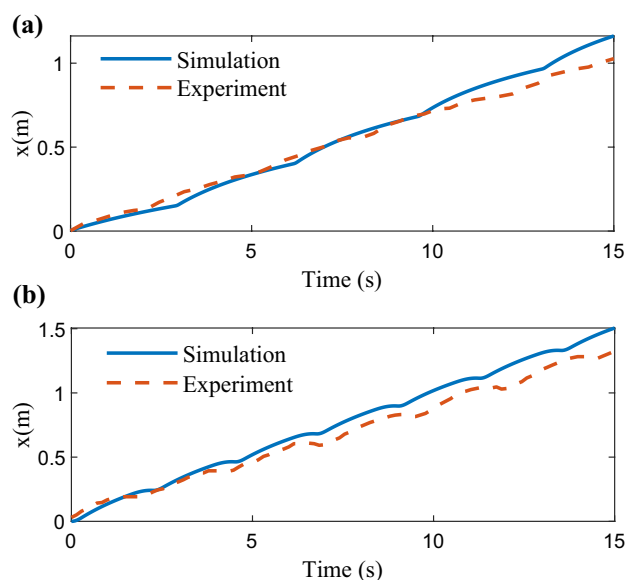 (a)
1
0.5
0
x(m)
Simulation
Experiment
0 5 10 15
Time (s)
(b)
1.5
1
0.5
0
x(m)
Simulation
Experiment
0 5 10 15
Time (s)